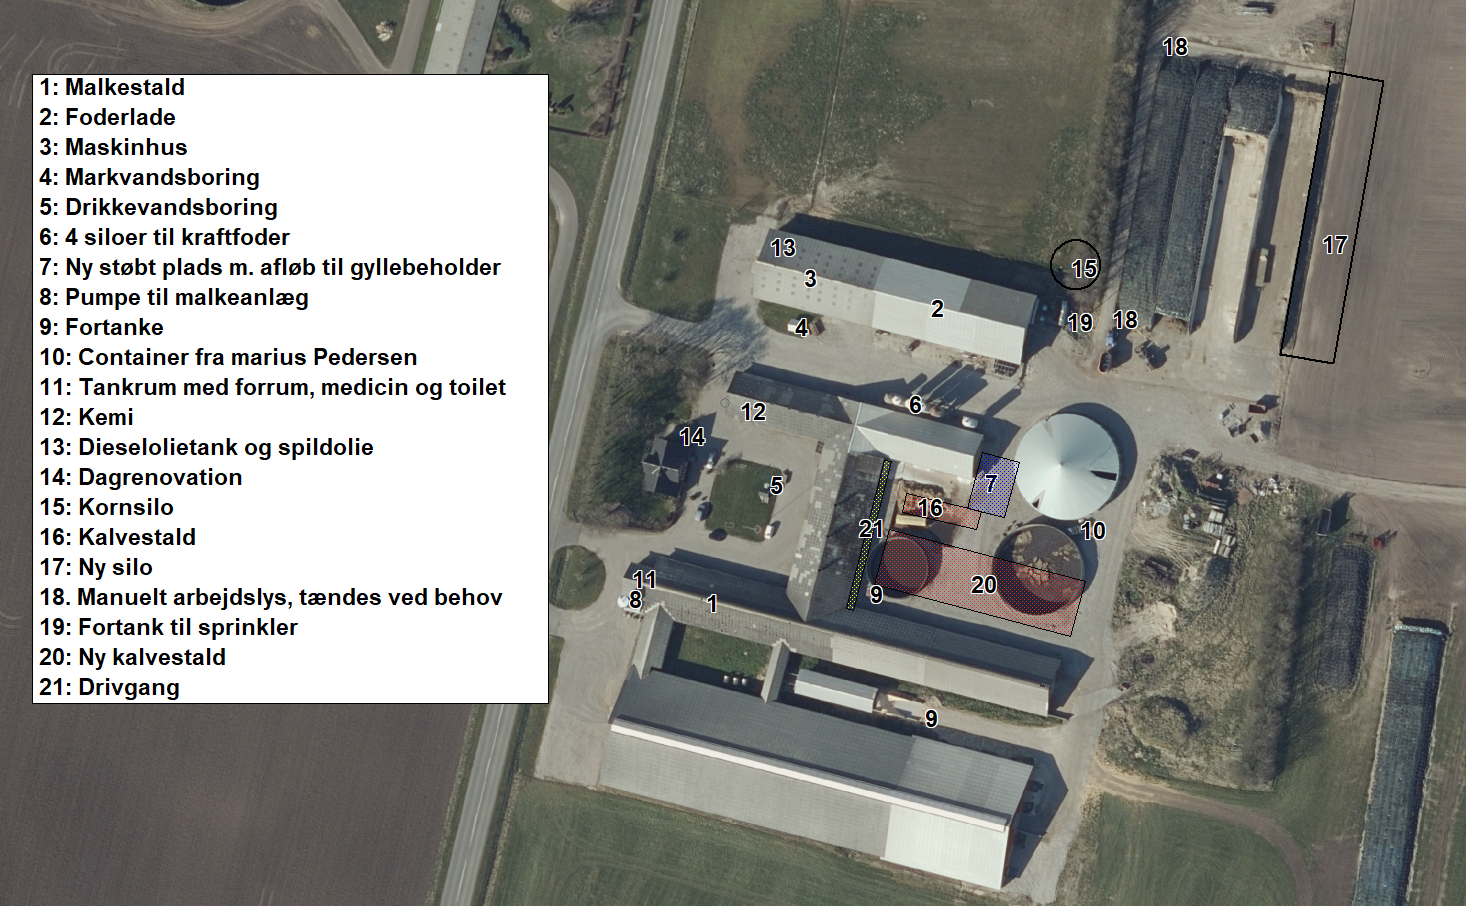 1: Malkestald
2: Foderlade
3: Maskinhus
4: Markvandsboring
5: Drikkevandsboring
6: 4 siloer til kraftfoder
7: Ny støbt plads m. afløb til gyllebeholder
8: Pumpe til malkeanlæg
9: Fortanke
10: Container fra marius Pedersen
11: Tankrum med forrum, medicin og toilet
12: Kemi
13: Dieselolietank og spildolie
14: Dagrenovation
15: Kornsilo
16: Kalvestald
17: Ny silo
18. Manuelt arbejdslys, tændes ved behov
19: Fortank til sprinkler
20: Ny kalvestald
21: Drivgang
18
13
3
15
17
2
4
19
18
12
6
14
5
7
16
21
10
11
8
1
9
20
9